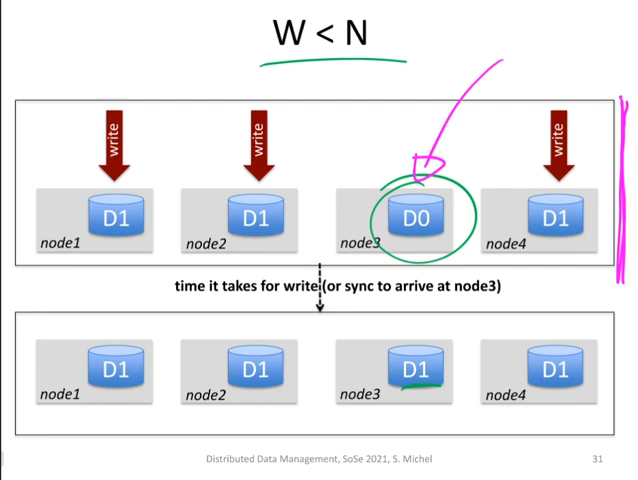 W < N
write
write
write
D1
D1
D0
D1
node1
node2
node3
node4
time it takes for write (or sync to arrive at node3)
D1
D1
D1
D1
node1
node2
node3
node4
Distributed Data Management, SoSe 2021, S. Michel
31